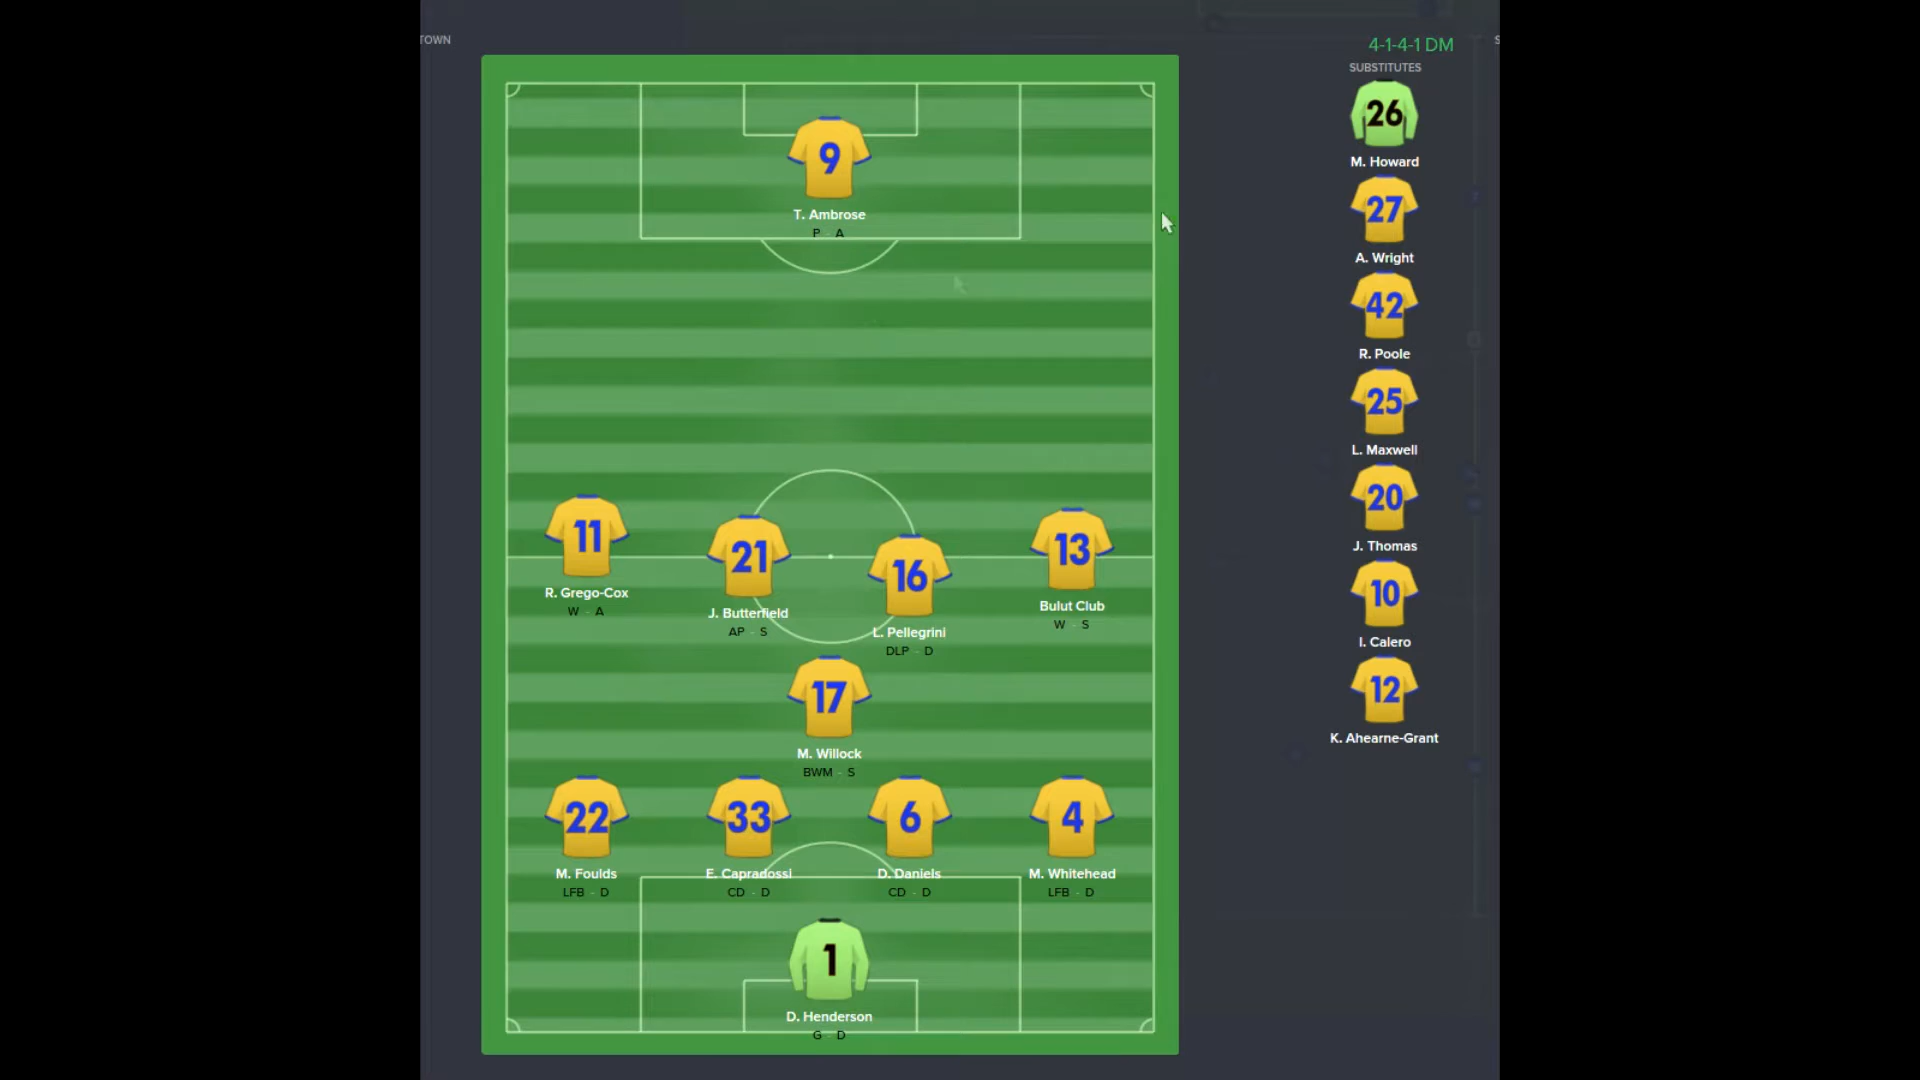 TOWN
4-1-4-1 DM
SUBSTITUTES
9
T. Ambrose
P - A
11
R. Grego-Cox
W - A
21
J. Butterfield
AP - S
16
L. Pellegrini
DLP - D
13
Bulut Club
W - S
17
M. Willock
BWM - S
22
M. Foulds
LFB - D
33
E. Capradossi
CD - D
6
D. Daniels
CD - D
4
M. Whitehead
LFB - D
1
D. Henderson
G - D
26
M. Howard
27
A. Wright
42
R. Poole
25
L. Maxwell
20
J. Thomas
10
I. Calero
12
K. Ahearne-Grant